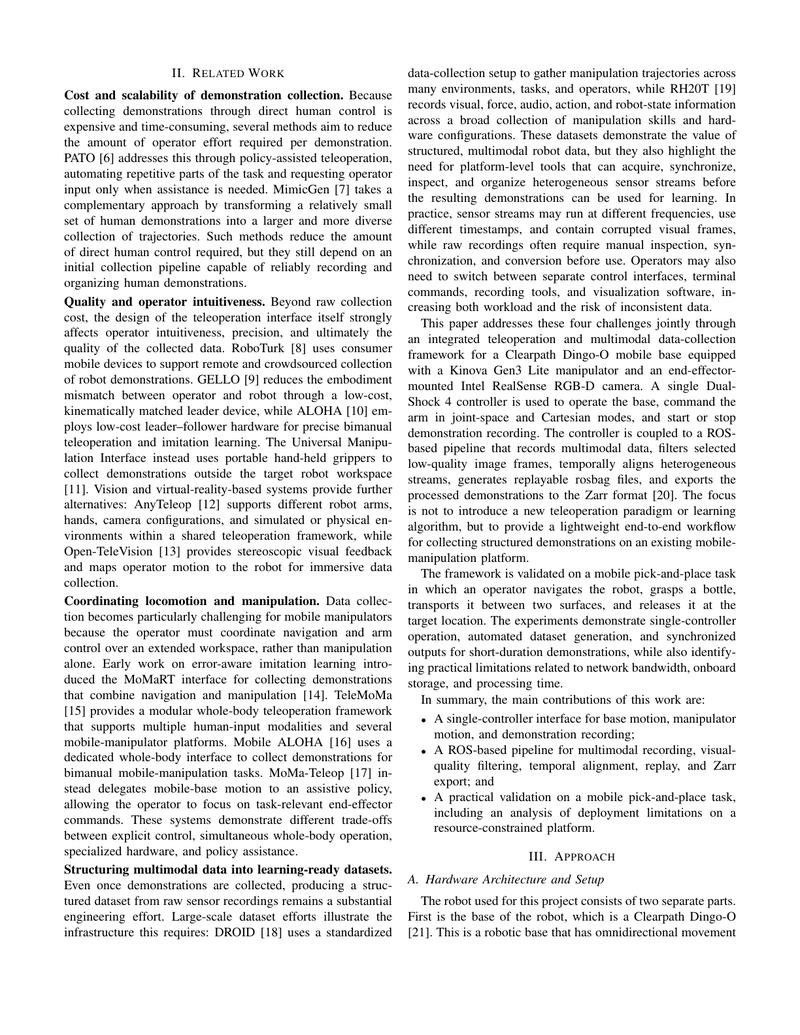 II. RELATED WORK
Cost and scalability of demonstration collection. Because
collecting demonstrations through direct human control is
expensive and time-consuming, several methods aim to reduce
the amount of operator effort required per demonstration.
PATO [6] addresses this through policy-assisted teleoperation,
automating repetitive parts of the task and requesting operator
input only when assistance is needed. MimicGen [7] takes a
complementary approach by transforming a relatively small
set of human demonstrations into a larger and more diverse
collection of trajectories. Such methods reduce the amount
of direct human control required, but they still depend on an
initial collection pipeline capable of reliably recording and
organizing human demonstrations.
Quality and operator intuitiveness. Beyond raw collection
cost, the design of the teleoperation interface itself strongly
affects operator intuitiveness, precision, and ultimately the
quality of the collected data. RoboTurk [8] uses consumer
mobile devices to support remote and crowdsourced collection
of robot demonstrations. GELLO [9] reduces the embodiment
mismatch between operator and robot through a low-cost,
kinematically matched leader device, while ALOHA [10] em-
ploys low-cost leader–follower hardware for precise bimanual
teleoperation and imitation learning. The Universal Manipu-
lation Interface instead uses portable hand-held grippers to
collect demonstrations outside the target robot workspace
[11]. Vision and virtual-reality-based systems provide further
alternatives: AnyTeleop [12] supports different robot arms,
hands, camera configurations, and simulated or physical en-
vironments within a shared teleoperation framework, while
Open-TeleVision [13] provides stereoscopic visual feedback
and maps operator motion to the robot for immersive data
collection.
Coordinating locomotion and manipulation. Data collec-
tion becomes particularly challenging for mobile manipulators
because the operator must coordinate navigation and arm
control over an extended workspace, rather than manipulation
alone. Early work on error-aware imitation learning intro-
duced the MoMaRT interface for collecting demonstrations
that combine navigation and manipulation [14]. TeleMoMa
[15] provides a modular whole-body teleoperation framework
that supports multiple human-input modalities and several
mobile-manipulator platforms. Mobile ALOHA [16] uses a
dedicated whole-body interface to collect demonstrations for
bimanual mobile-manipulation tasks. MoMa-Teleop [17] in-
stead delegates mobile-base motion to an assistive policy,
allowing the operator to focus on task-relevant end-effector
commands. These systems demonstrate different trade-offs
between explicit control, simultaneous whole-body operation,
specialized hardware, and policy assistance.
Structuring multimodal data into learning-ready datasets.
Even once demonstrations are collected, producing a struc-
tured dataset from raw sensor recordings remains a substantial
engineering effort. Large-scale dataset efforts illustrate the
infrastructure this requires: DROID [18] uses a standardized
data-collection setup to gather manipulation trajectories across
many environments, tasks, and operators, while RH20T [19]
records visual, force, audio, action, and robot-state information
across a broad collection of manipulation skills and hard-
ware configurations. These datasets demonstrate the value of
structured, multimodal robot data, but they also highlight the
need for platform-level tools that can acquire, synchronize,
inspect, and organize heterogeneous sensor streams before
the resulting demonstrations can be used for learning. In
practice, sensor streams may run at different frequencies, use
different timestamps, and contain corrupted visual frames,
while raw recordings often require manual inspection, syn-
chronization, and conversion before use. Operators may also
need to switch between separate control interfaces, terminal
commands, recording tools, and visualization software, in-
creasing both workload and the risk of inconsistent data.
This paper addresses these four challenges jointly through
an integrated teleoperation and multimodal data-collection
framework for a Clearpath Dingo-O mobile base equipped
with a Kinova Gen3 Lite manipulator and an end-effector-
mounted Intel RealSense RGB-D camera. A single Dual-
Shock 4 controller is used to operate the base, command the
arm in joint-space and Cartesian modes, and start or stop
demonstration recording. The controller is coupled to a ROS-
based pipeline that records multimodal data, filters selected
low-quality image frames, temporally aligns heterogeneous
streams, generates replayable rosbag files, and exports the
processed demonstrations to the Zarr format [20]. The focus
is not to introduce a new teleoperation paradigm or learning
algorithm, but to provide a lightweight end-to-end workflow
for collecting structured demonstrations on an existing mobile-
manipulation platform.
The framework is validated on a mobile pick-and-place task
in which an operator navigates the robot, grasps a bottle,
transports it between two surfaces, and releases it at the
target location. The experiments demonstrate single-controller
operation, automated dataset generation, and synchronized
outputs for short-duration demonstrations, while also identify-
ing practical limitations related to network bandwidth, onboard
storage, and processing time.
In summary, the main contributions of this work are:
• A single-controller interface for base motion, manipulator
motion, and demonstration recording;
• A ROS-based pipeline for multimodal recording, visual-
quality filtering, temporal alignment, replay, and Zarr
export; and
• A practical validation on a mobile pick-and-place task,
including an analysis of deployment limitations on a
resource-constrained platform.
III. APPROACH
A. Hardware Architecture and Setup
The robot used for this project consists of two separate parts.
First is the base of the robot, which is a Clearpath Dingo-O
[21]. This is a robotic base that has omnidirectional movement